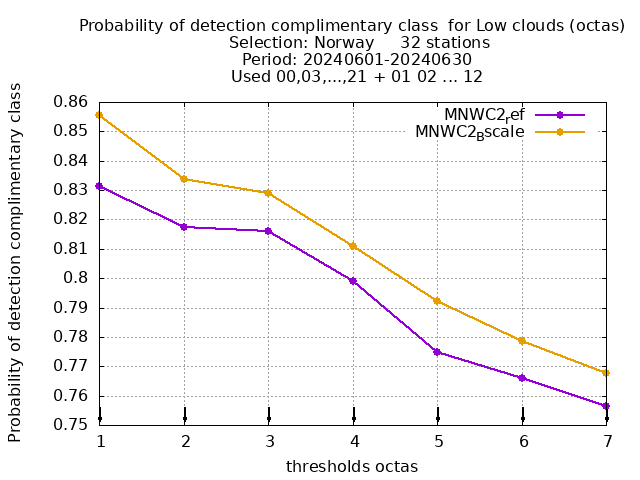 Probability of detection complimentary class  for Low clouds (octas)
Selection: Norway     32 stations
Period: 20240601-20240630
Used 00,03,...,21 + 01 02 ... 12
MNWC2ref
MNWC2Bscale
Probability of detection complimentary class
0.86
0.85
0.84
0.83
0.82
0.81
0.8
0.79
0.78
0.77
0.76
0.75
1 2 3 4 5 6 7
thresholds octas